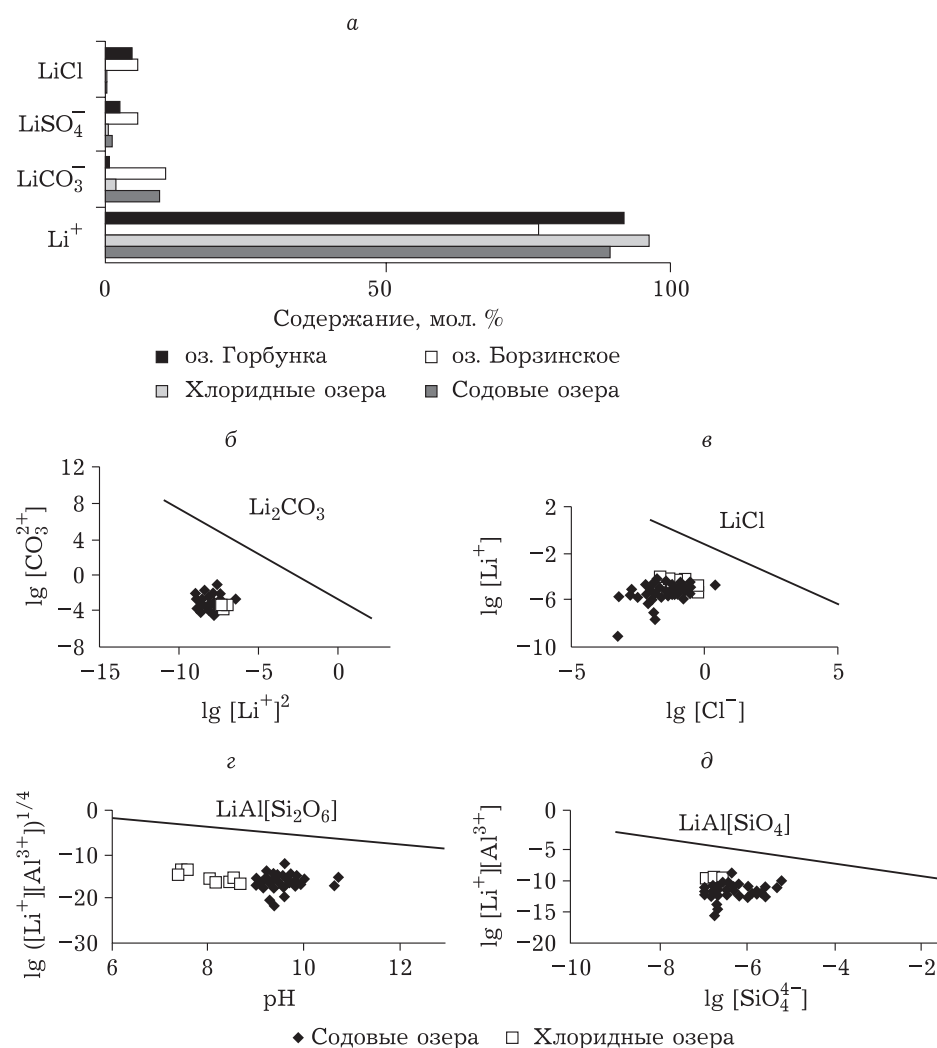 а
LiCl
LiSO₄⁻
LiCO₃⁻
Li⁺
0 50 100
Содержание, мол. %
оз. Горбунка оз. Борзинское
Хлоридные озера Содовые озера
б
12
8
4
0
−4
−8
−15 −10 −5 0
lg [CO₃²⁺]
Li₂CO₃
lg [Li⁺]²
в
2
−2
−6
−10
−5 0 5
lg [Li⁺]
LiCl
lg [Cl⁻]
г
0
−10
−20
−30
6 8 10 12
lg ([Li⁺][Al³⁺])¹/⁴
LiAl[Si₂O₆]
pH
д
0
−5
−10
−15
−20
−10 −8 −6 −4 −2
lg [Li⁺][Al³⁺]
LiAl[SiO₄]
lg [SiO₄⁴⁻]
Содовые озера Хлоридные озера